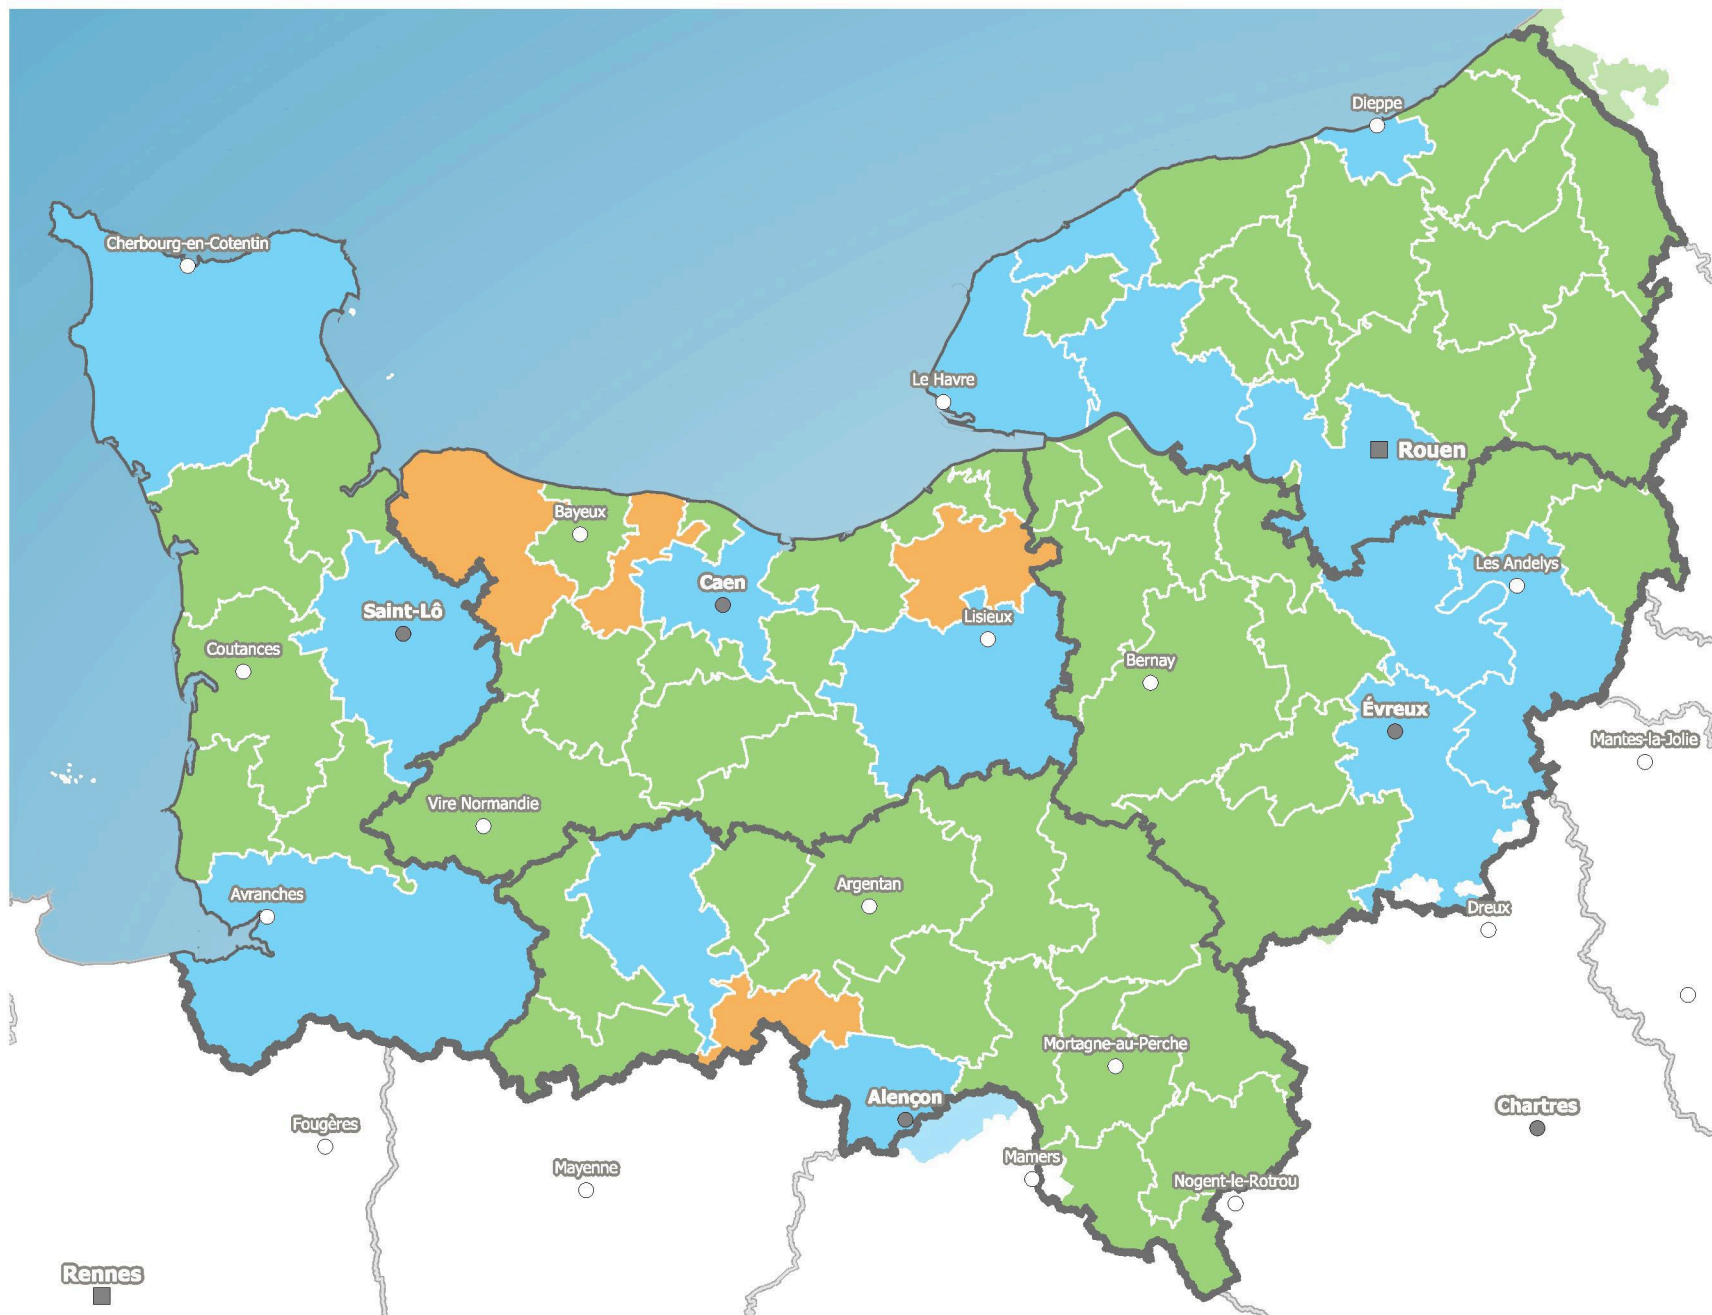 Dieppe
Cherbourg-en-Cotentin
Le Havre
Rouen
Bayeux
Les Andelys
Caen
Saint-Lô
Lisieux
Coutances
Bernay
Évreux
Mantes-la-Jolie
Vire Normandie
Argentan
Avranches
Dreux
Mortagne-au-Perche
Alençon
Chartres
Fougères
Mamers
Mayenne
Nogent-le-Rotrou
Rennes